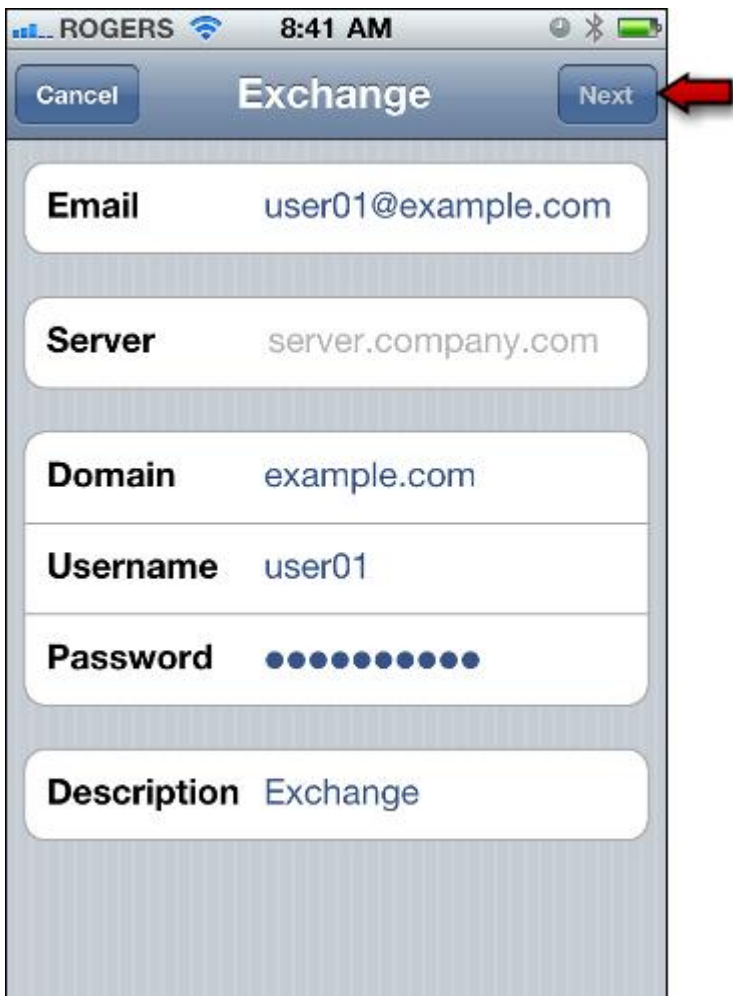 ROGERS 8:41 AM
Cancel Exchange Next
Email user01@example.com
Server server.company.com
Domain example.com
Username user01
Password ●●●●●●●●●●
Description Exchange